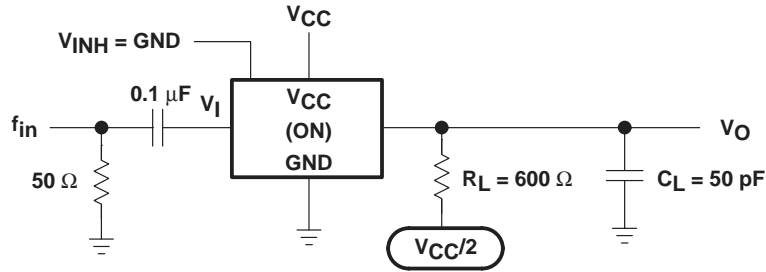 VCC
VINH = GND
0.1 μF
VI
VCC
(ON)
GND
fin
VO
50 Ω
RL = 600 Ω
CL = 50 pF
VCC/2